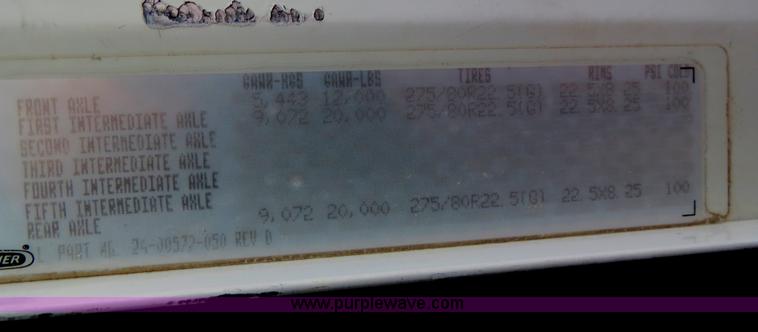 GAWR-KGS GAWR-LBS TIRES RIMS PSI COLD
FRONT AXLE 5,443 12,000 275/80R22.5(G) 22.5X8.25 100
FIRST INTERMEDIATE AXLE 9,072 20,000 275/80R22.5(G) 22.5X8.25 100
SECOND INTERMEDIATE AXLE
THIRD INTERMEDIATE AXLE
FOURTH INTERMEDIATE AXLE
FIFTH INTERMEDIATE AXLE
REAR AXLE 9,072 20,000 275/80R22.5(G) 22.5X8.25 100
PART NO. 24-00572-050 REV D
www.purplewave.com